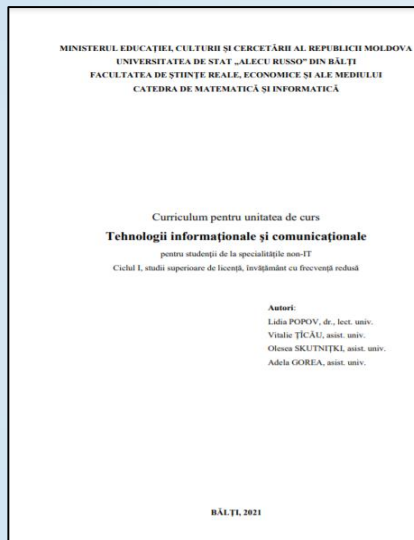 MINISTERUL EDUCAȚIEI, CULTURII ȘI CERCETĂRII AL REPUBLICII MOLDOVA
UNIVERSITATEA DE STAT „ALECU RUSSO” DIN BĂLȚI
FACULTATEA DE ȘTIINȚE REALE, ECONOMICE ȘI ALE MEDIULUI
CATEDRA DE MATEMATICĂ ȘI INFORMATICĂ
Curriculum pentru unitatea de curs
Tehnologii informaționale și comunicaționale
pentru studenții de la specialitățile non-IT
Ciclul I, studii superioare de licență, învățământ cu frecvență redusă
Autori:
Lidia POPOV, dr., lect. univ.
Vitalie ȚÎCĂU, asist. univ.
Olesea SKUTNIȚKI, asist. univ.
Adela GOREA, asist. univ.
BĂLȚI, 2021